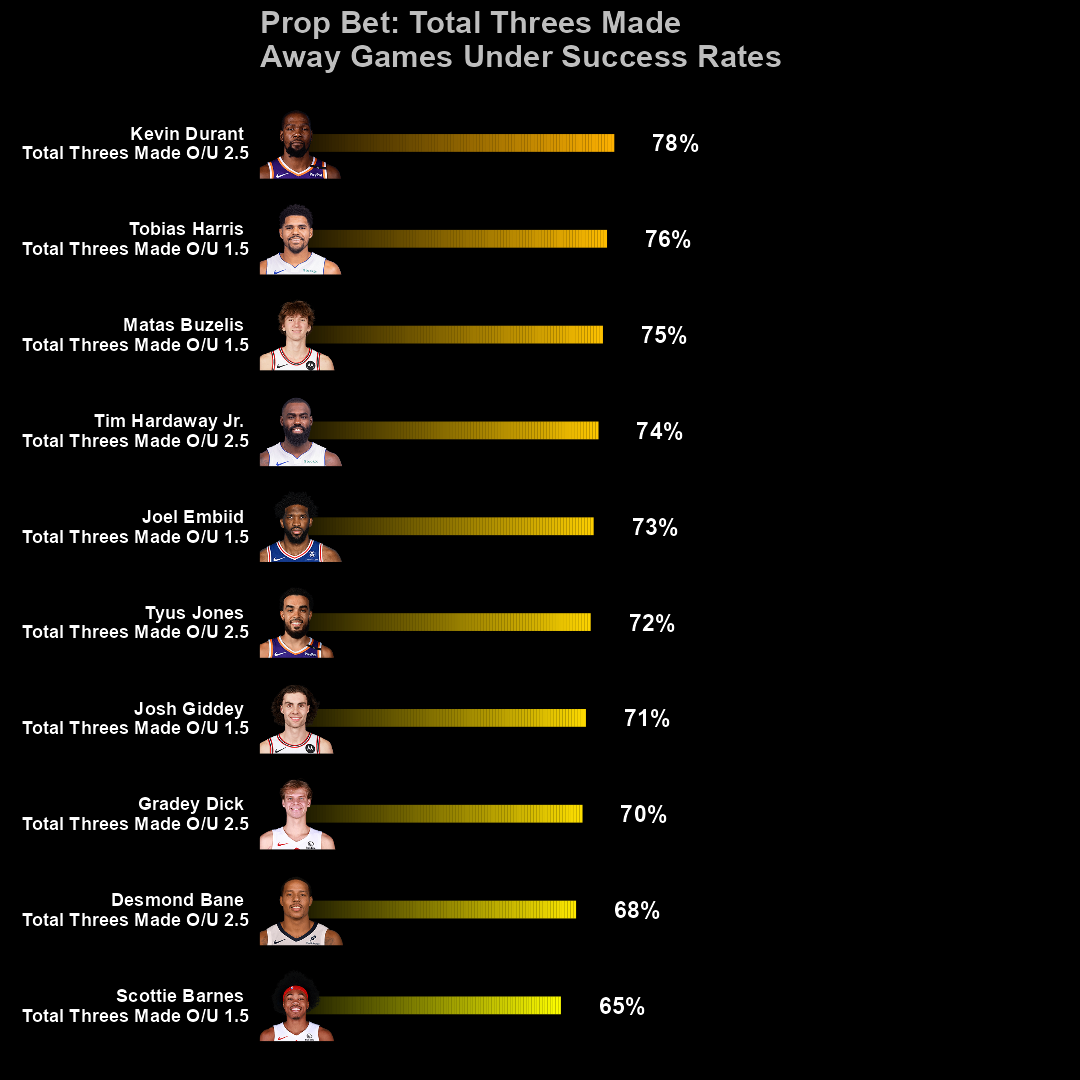 Prop Bet: Total Threes Made
Away Games Under Success Rates
Kevin Durant
Total Threes Made O/U 2.5
78%
Tobias Harris
Total Threes Made O/U 1.5
76%
Matas Buzelis
Total Threes Made O/U 1.5
75%
Tim Hardaway Jr.
Total Threes Made O/U 2.5
74%
Joel Embiid
Total Threes Made O/U 1.5
73%
Tyus Jones
Total Threes Made O/U 2.5
72%
Josh Giddey
Total Threes Made O/U 1.5
71%
Gradey Dick
Total Threes Made O/U 2.5
70%
Desmond Bane
Total Threes Made O/U 2.5
68%
Scottie Barnes
Total Threes Made O/U 1.5
65%